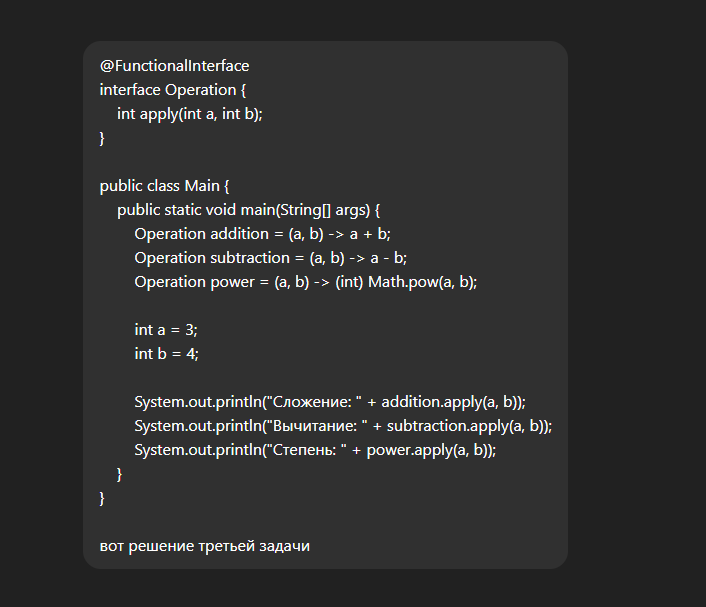 @FunctionalInterface
interface Operation {
    int apply(int a, int b);
}

public class Main {
    public static void main(String[] args) {
        Operation addition = (a, b) -> a + b;
        Operation subtraction = (a, b) -> a - b;
        Operation power = (a, b) -> (int) Math.pow(a, b);

        int a = 3;
        int b = 4;

        System.out.println("Сложение: " + addition.apply(a, b));
        System.out.println("Вычитание: " + subtraction.apply(a, b));
        System.out.println("Степень: " + power.apply(a, b));
    }
}

вот решение третьей задачи